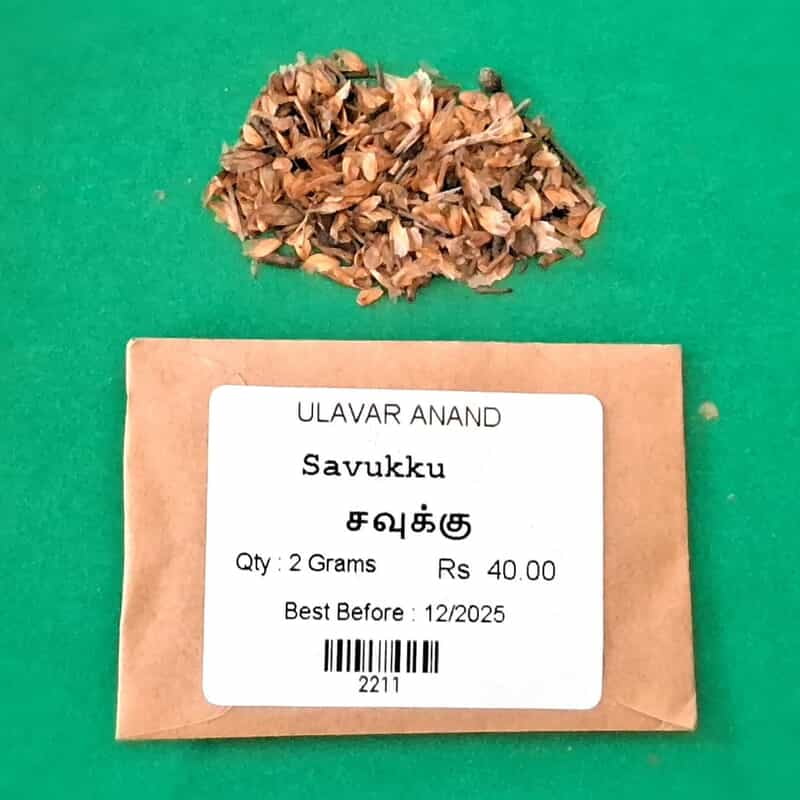 ULAVAR ANAND
Savukku
சவுக்கு
Qty : 2 Grams Rs 40.00
Best Before : 12/2025
2211